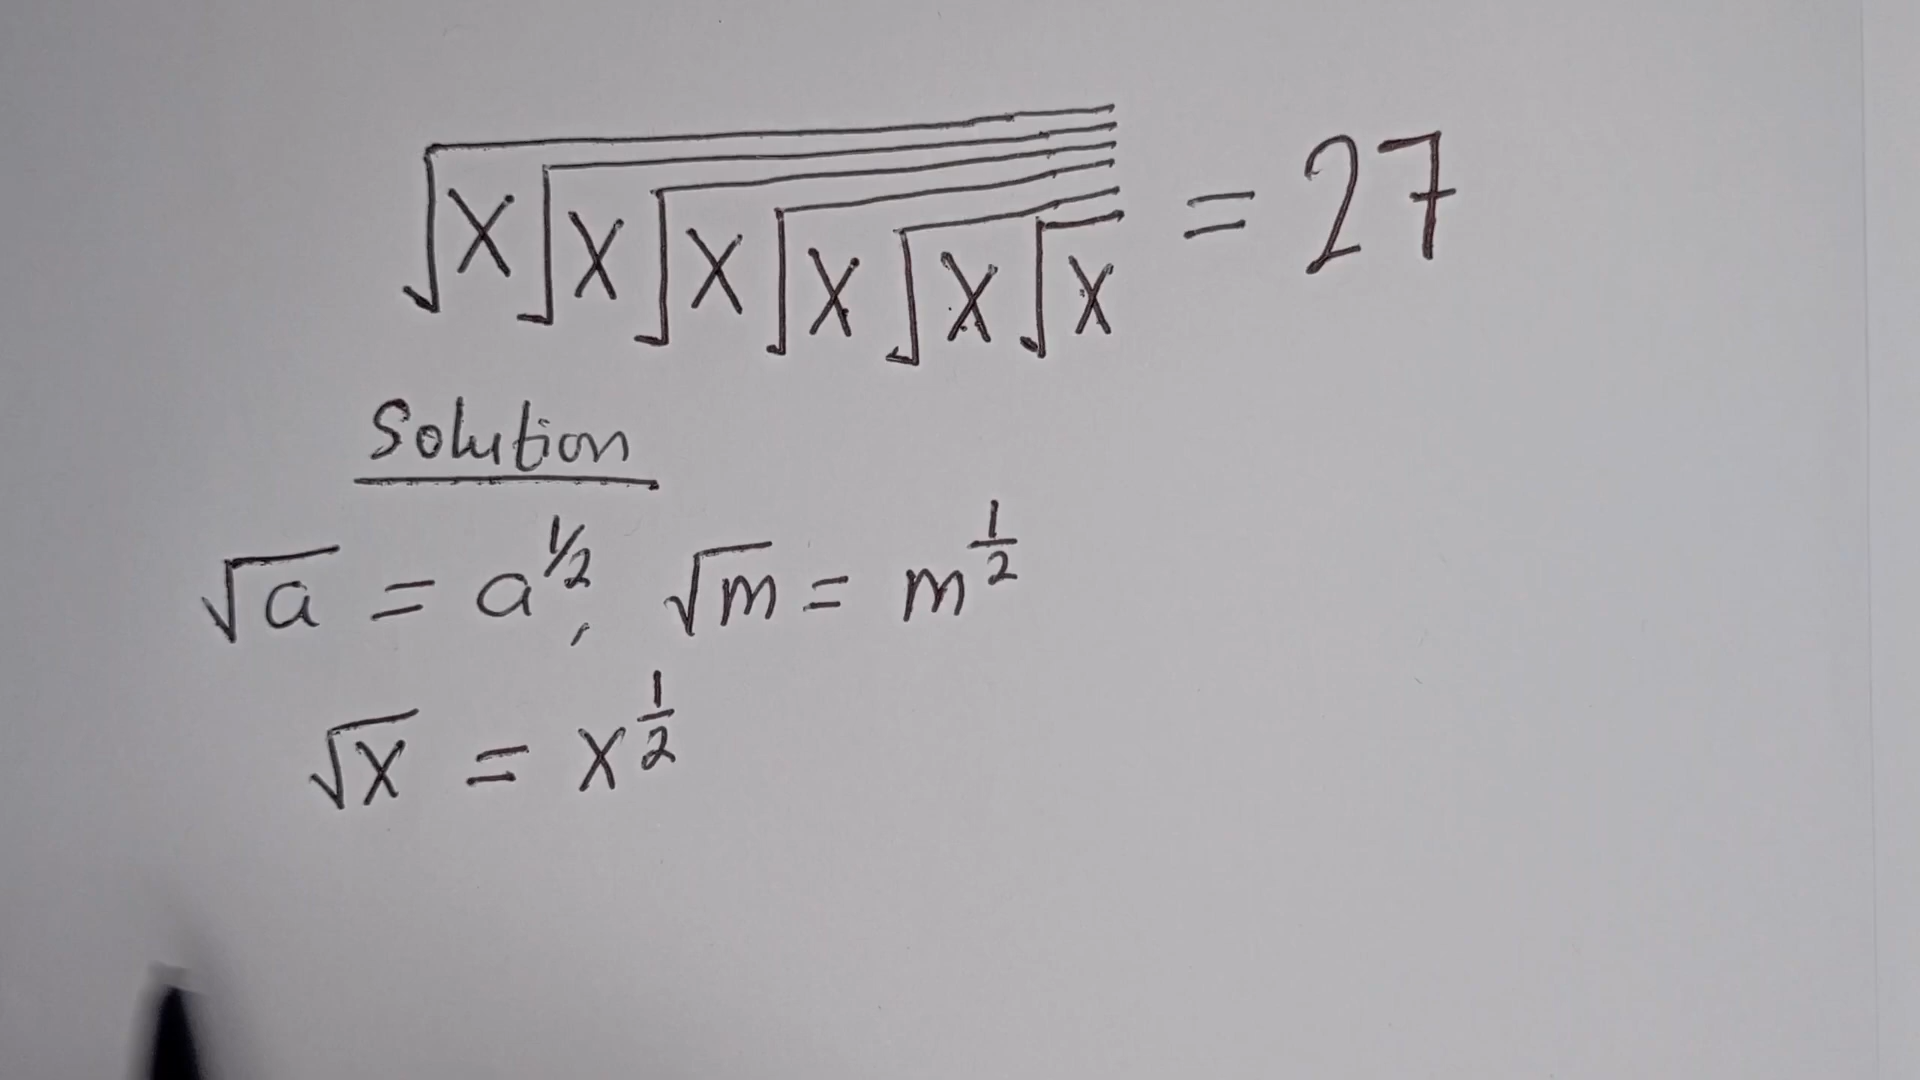 √(x√(x√(x√(x√(x√x))))) = 27
Solution
√a = a^1/2, √m = m^1/2
√x = x^1/2